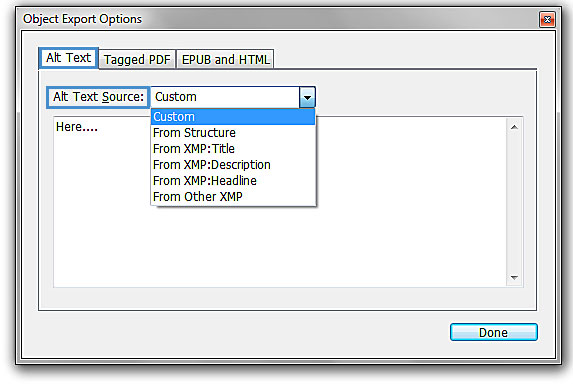 Object Export Options
Alt Text Tagged PDF EPUB and HTML
Alt Text Source: Custom
Custom
Here....
From Structure
From XMP:Title
From XMP:Description
From XMP:Headline
From Other XMP
Done